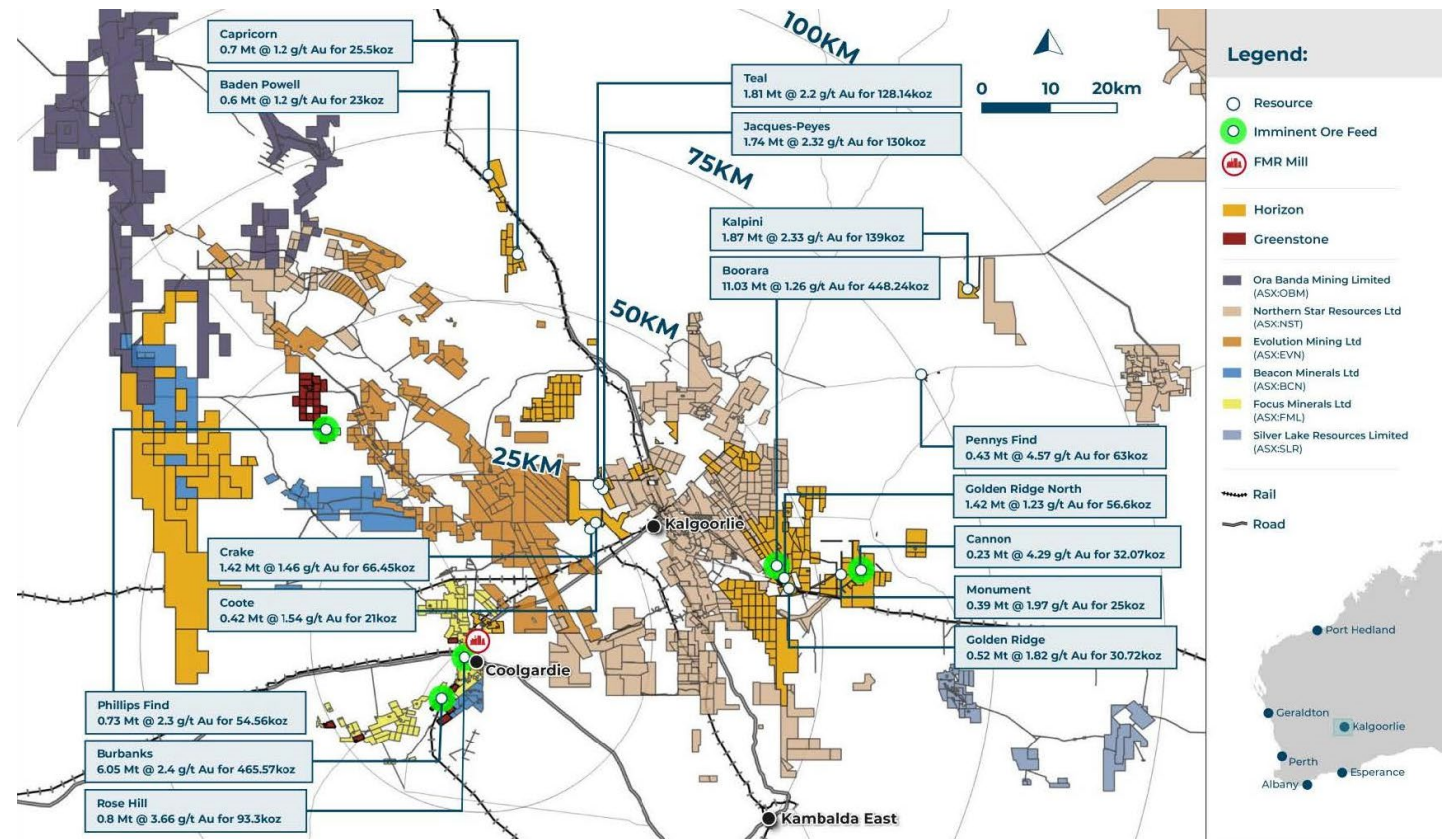 Capricorn
0.7 Mt @ 1.2 g/t Au for 25.5koz
Baden Powell
0.6 Mt @ 1.2 g/t Au for 23koz
Teal
1.81 Mt @ 2.2 g/t Au for 128.14koz
Jacques-Peyes
1.74 Mt @ 2.32 g/t Au for 130koz
Kalpini
1.87 Mt @ 2.33 g/t Au for 139koz
Boorara
11.03 Mt @ 1.26 g/t Au for 448.24koz
100KM
75KM
50KM
25KM
0 10 20km
Pennys Find
0.43 Mt @ 4.57 g/t Au for 63koz
Golden Ridge North
1.42 Mt @ 1.23 g/t Au for 56.6koz
Cannon
0.23 Mt @ 4.29 g/t Au for 32.07koz
Monument
0.39 Mt @ 1.97 g/t Au for 25koz
Golden Ridge
0.52 Mt @ 1.82 g/t Au for 30.72koz
Kalgoorlie
Crake
1.42 Mt @ 1.46 g/t Au for 66.45koz
Coote
0.42 Mt @ 1.54 g/t Au for 21koz
Coolgardie
Phillips Find
0.73 Mt @ 2.3 g/t Au for 54.56koz
Burbanks
6.05 Mt @ 2.4 g/t Au for 465.57koz
Rose Hill
0.8 Mt @ 3.66 g/t Au for 93.3koz
Kambalda East
Legend:
Resource
Imminent Ore Feed
FMR Mill
Horizon
Greenstone
Ora Banda Mining Limited
(ASX:OBM)
Northern Star Resources Ltd
(ASX:NST)
Evolution Mining Ltd
(ASX:EVN)
Beacon Minerals Ltd
(ASX:BCN)
Focus Minerals Ltd
(ASX:FML)
Silver Lake Resources Limited
(ASX:SLR)
Rail
Road
Port Hedland
Geraldton
Kalgoorlie
Perth
Esperance
Albany